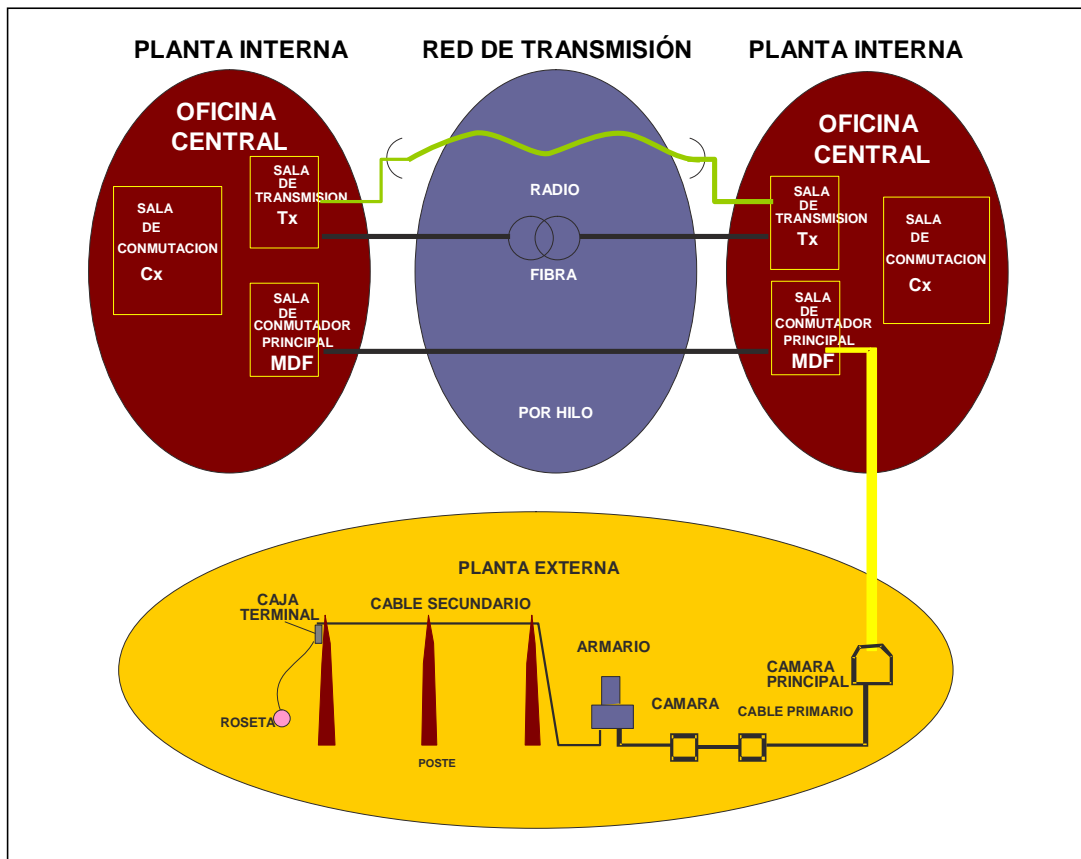 PLANTA INTERNA
RED DE TRANSMISIÓN
PLANTA INTERNA
OFICINA
CENTRAL
SALA
DE
TRANSMISION
Tx
SALA
DE
CONMUTACION
Cx
SALA
DE
CONMUTADOR
PRINCIPAL
MDF
RADIO
FIBRA
POR HILO
OFICINA
CENTRAL
SALA
DE
TRANSMISION
Tx
SALA
DE
CONMUTACION
Cx
SALA
DE
CONMUTADOR
PRINCIPAL
MDF
PLANTA EXTERNA
CAJA
TERMINAL
CABLE SECUNDARIO
ARMARIO
CAMARA
PRINCIPAL
CAMARA
CABLE PRIMARIO
ROSETA
POSTE